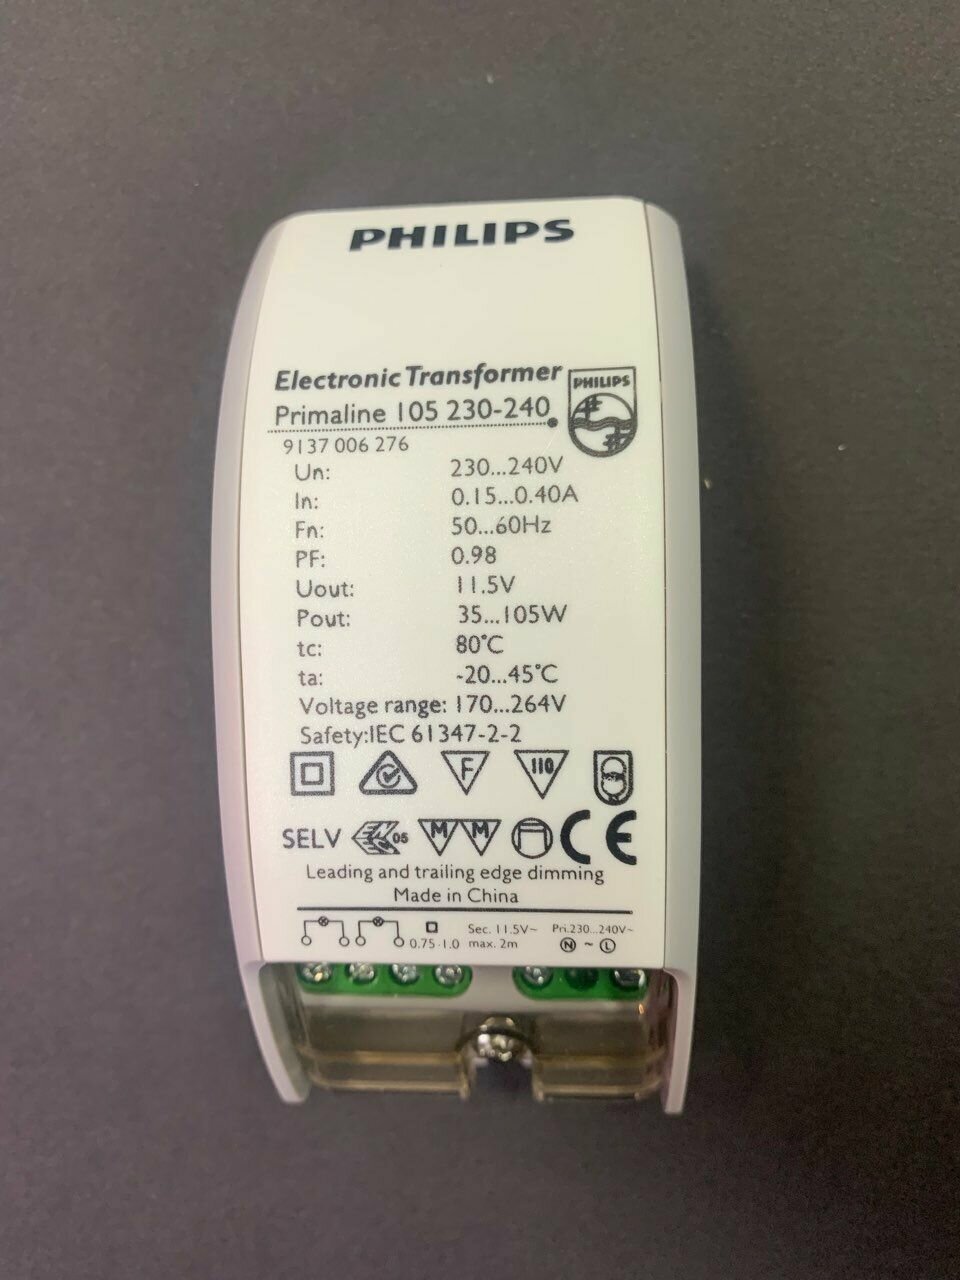 PHILIPS
Electronic Transformer
PHILIPS
Primaline 105 230-240
9137 006 276
Un: 230...240V
In: 0.15...0.40A
Fn: 50...60Hz
PF: 0.98
Uout: 11.5V
Pout: 35...105W
tc: 80°C
ta: -20...45°C
Voltage range: 170...264V
Safety:IEC 61347-2-2
F 110
SELV 05 M M CE
Leading and trailing edge dimming
Made in China
Sec. 11.5V~ Pri.230...240V~
0.75-1.0 max. 2m N ~ L